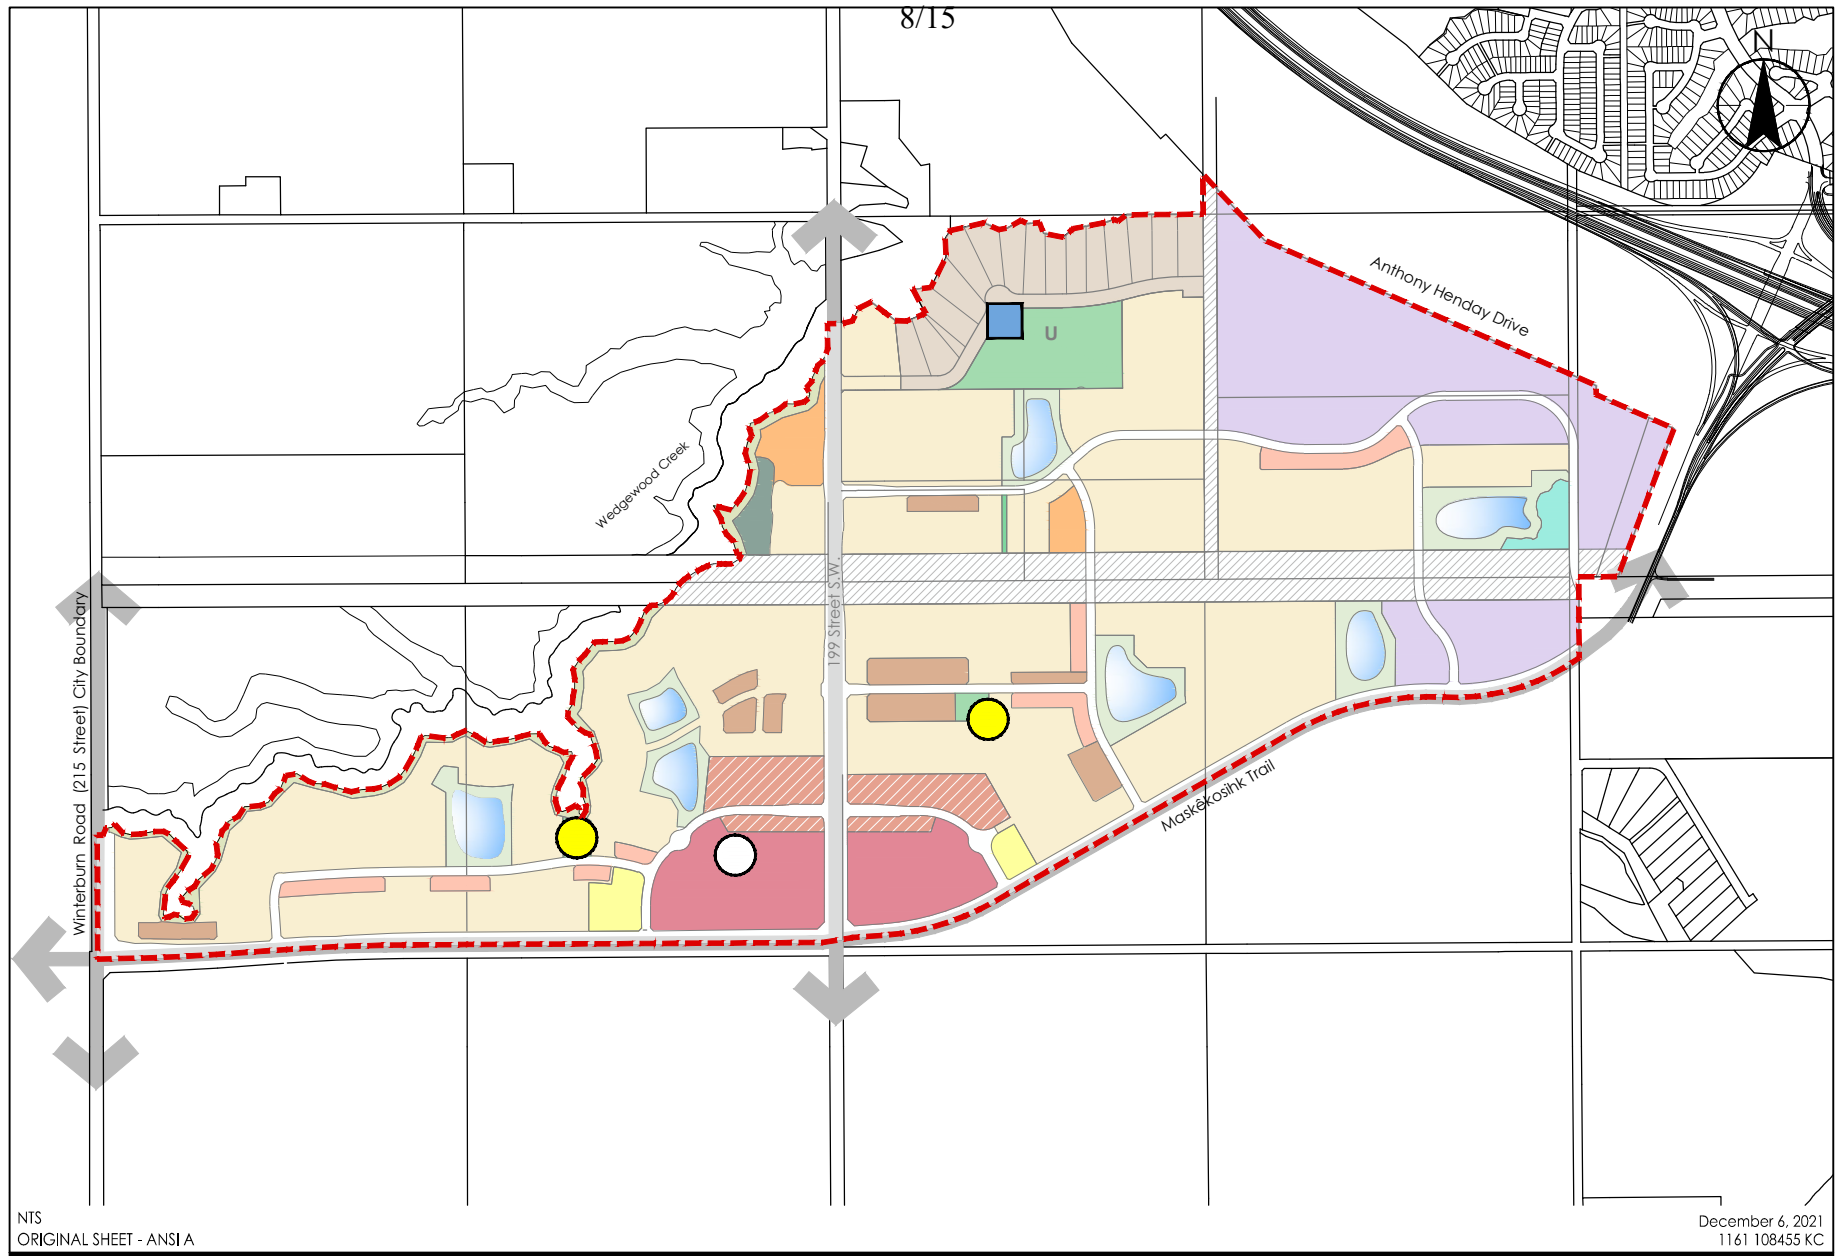 8/15
N
Anthony Henday Drive
U
Wedgewood Creek
199 Street S.W.
Winterburn Road (215 Street) City Boundary
Maskêkosihk Trail
NTS
ORIGINAL SHEET - ANSI A
December 6, 2021
1161 108455 KC